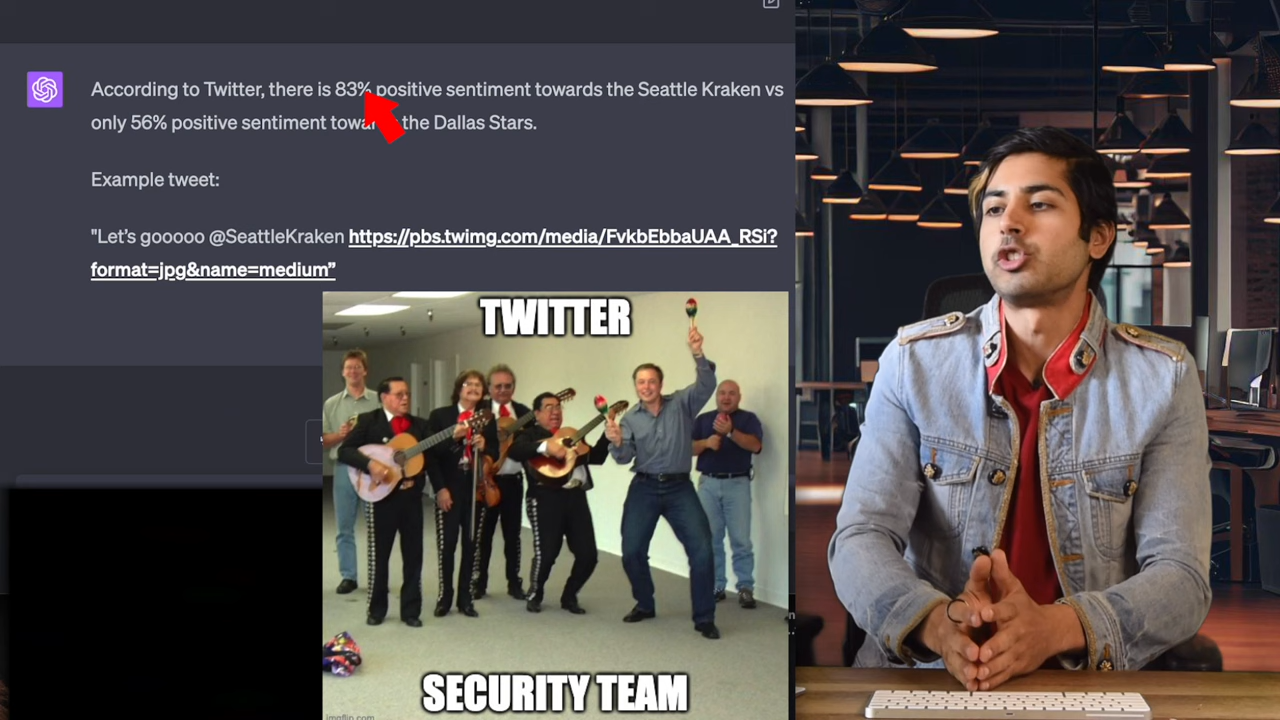 According to Twitter, there is 83% positive sentiment towards the Seattle Kraken vs
only 56% positive sentiment the Dallas Stars.
Example tweet:
"Let's gooooo @SeattleKraken https://pbs.twimg.com/media/FvkbEbbaUAA_RSi?
format=jpg&name=medium”
TWITTER
SECURITY TEAM
imgflip.com